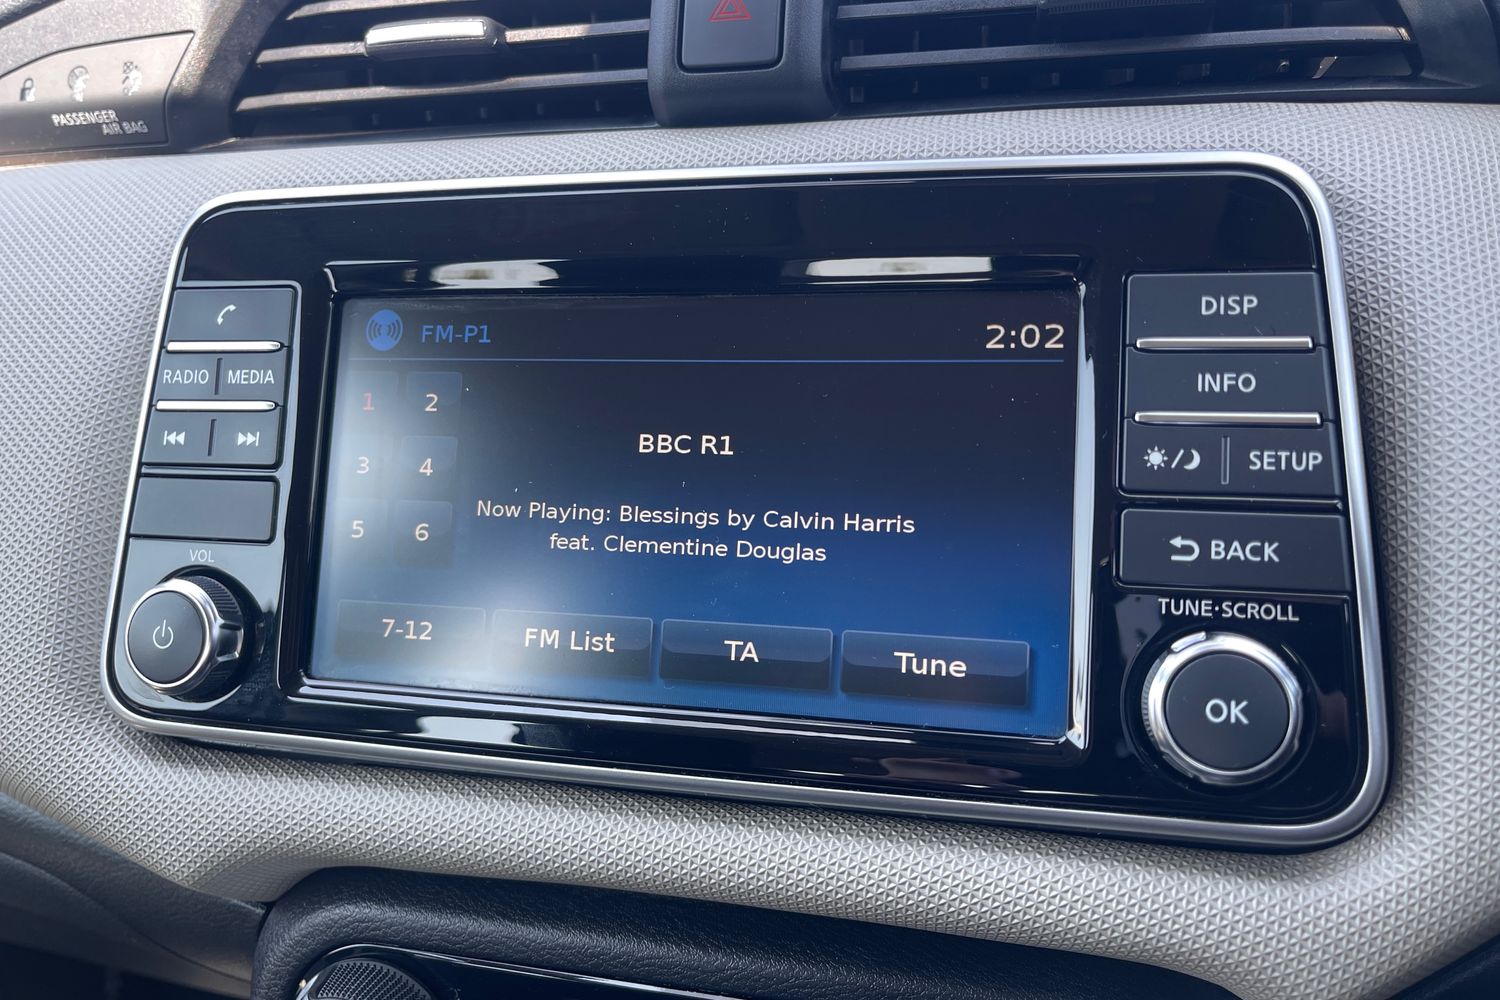 PASSENGER
AIR BAG
RADIO
MEDIA
VOL
FM-P1
2:02
1
2
3
4
5
6
BBC R1
Now Playing: Blessings by Calvin Harris
feat. Clementine Douglas
7-12
FM List
TA
Tune
DISP
INFO
SETUP
BACK
TUNE·SCROLL
OK